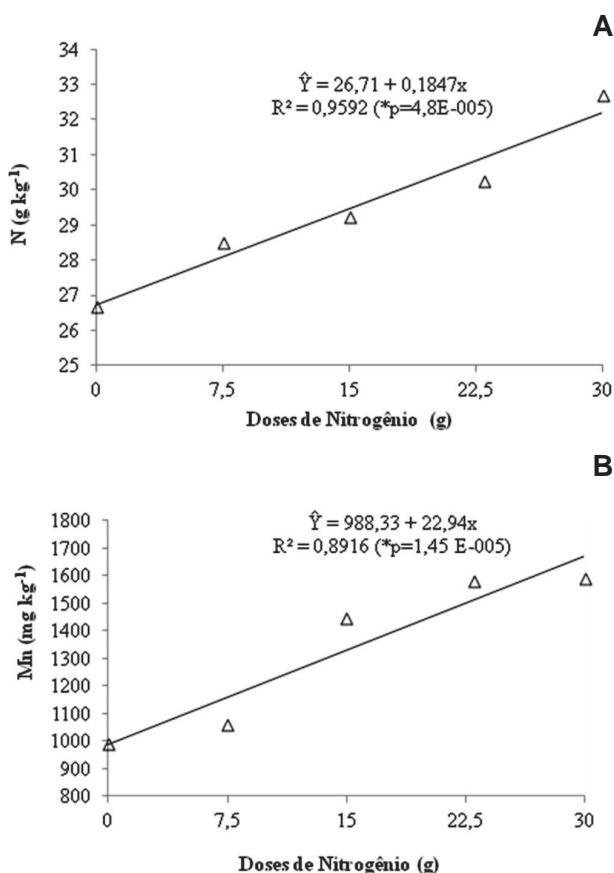 A
34
33
32
31
30
29
28
27
26
25
N (g kg⁻¹)
Ŷ = 26,71 + 0,1847x
R² = 0,9592 (*p=4,8E-005)
0 7,5 15 22,5 30
Doses de Nitrogênio (g)
B
1800
1700
1600
1500
1400
1300
1200
1100
1000
900
800
Mn (mg kg⁻¹)
Ŷ = 988,33 + 22,94x
R² = 0,8916 (*p=1,45 E-005)
0 7,5 15 22,5 30
Doses de Nitrogênio (g)